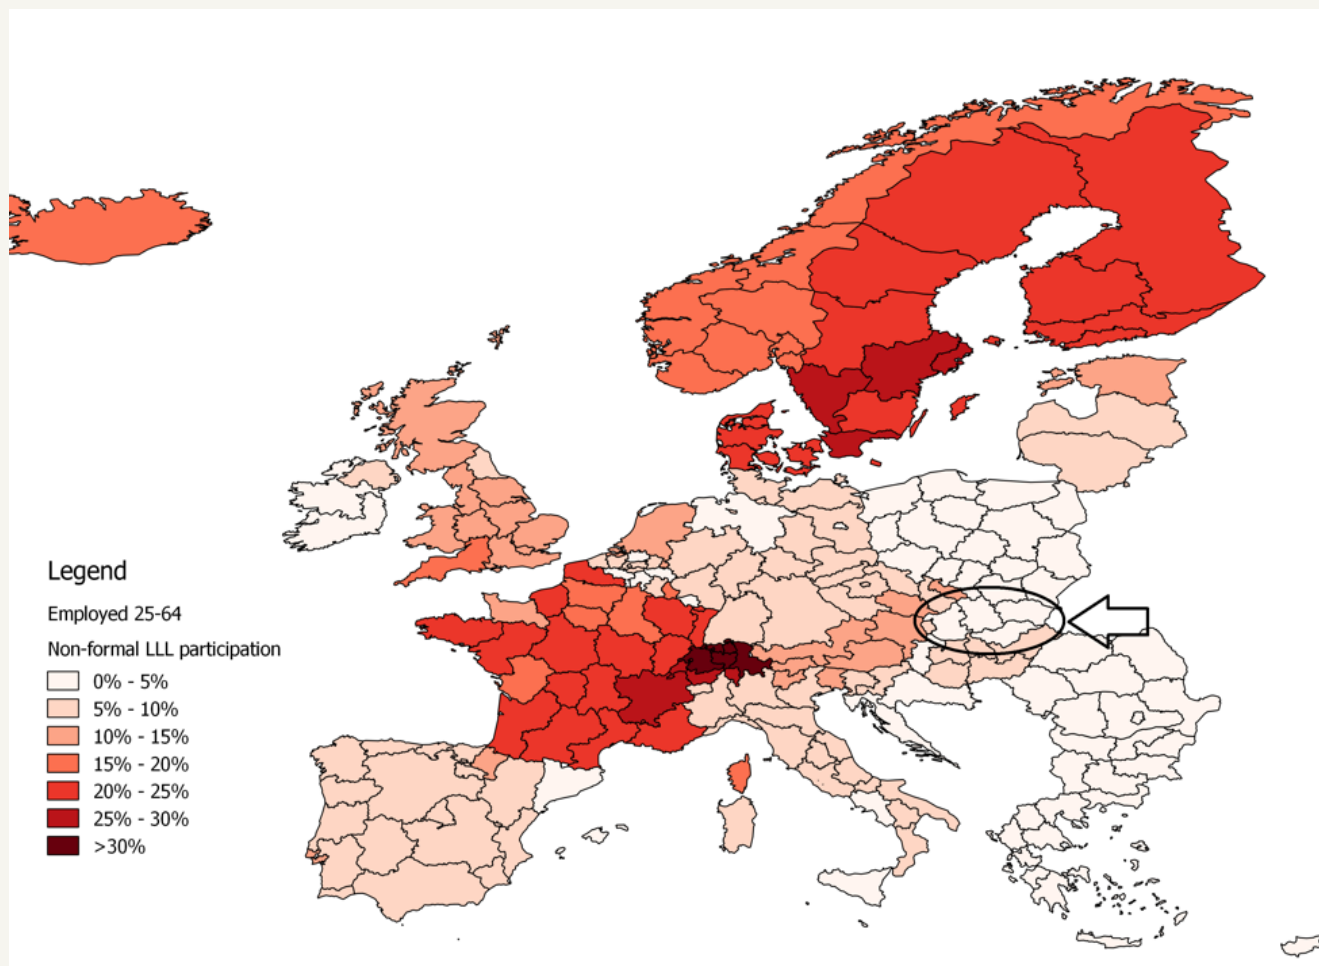 Legend
Employed 25-64
Non-formal LLL participation
0% - 5%
5% - 10%
10% - 15%
15% - 20%
20% - 25%
25% - 30%
>30%